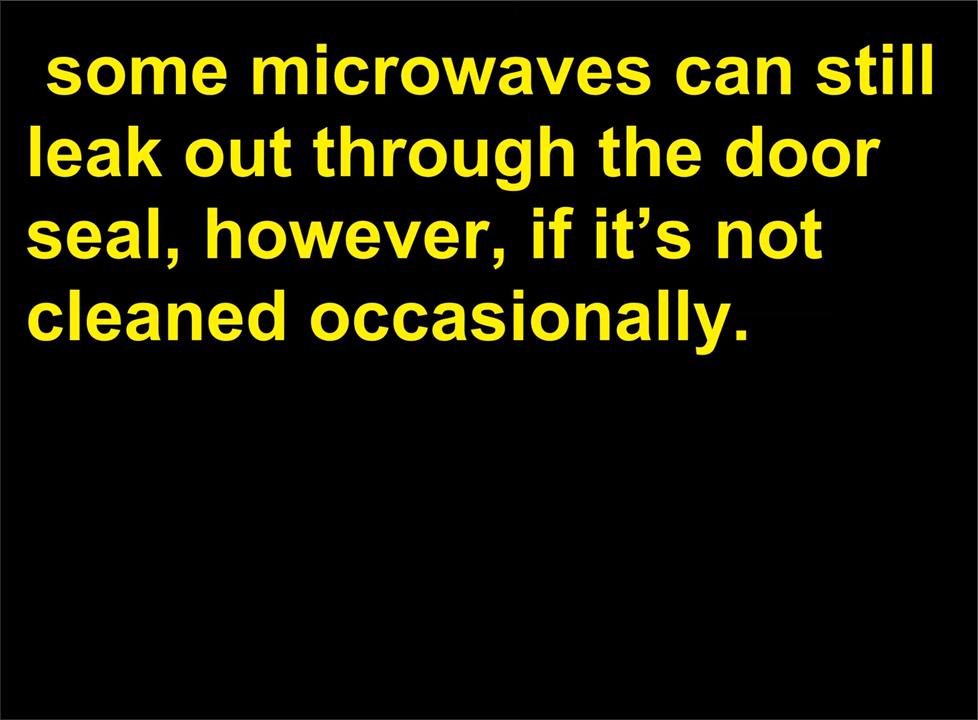 some microwaves can still
leak out through the door
seal, however, if it’s not
cleaned occasionally.